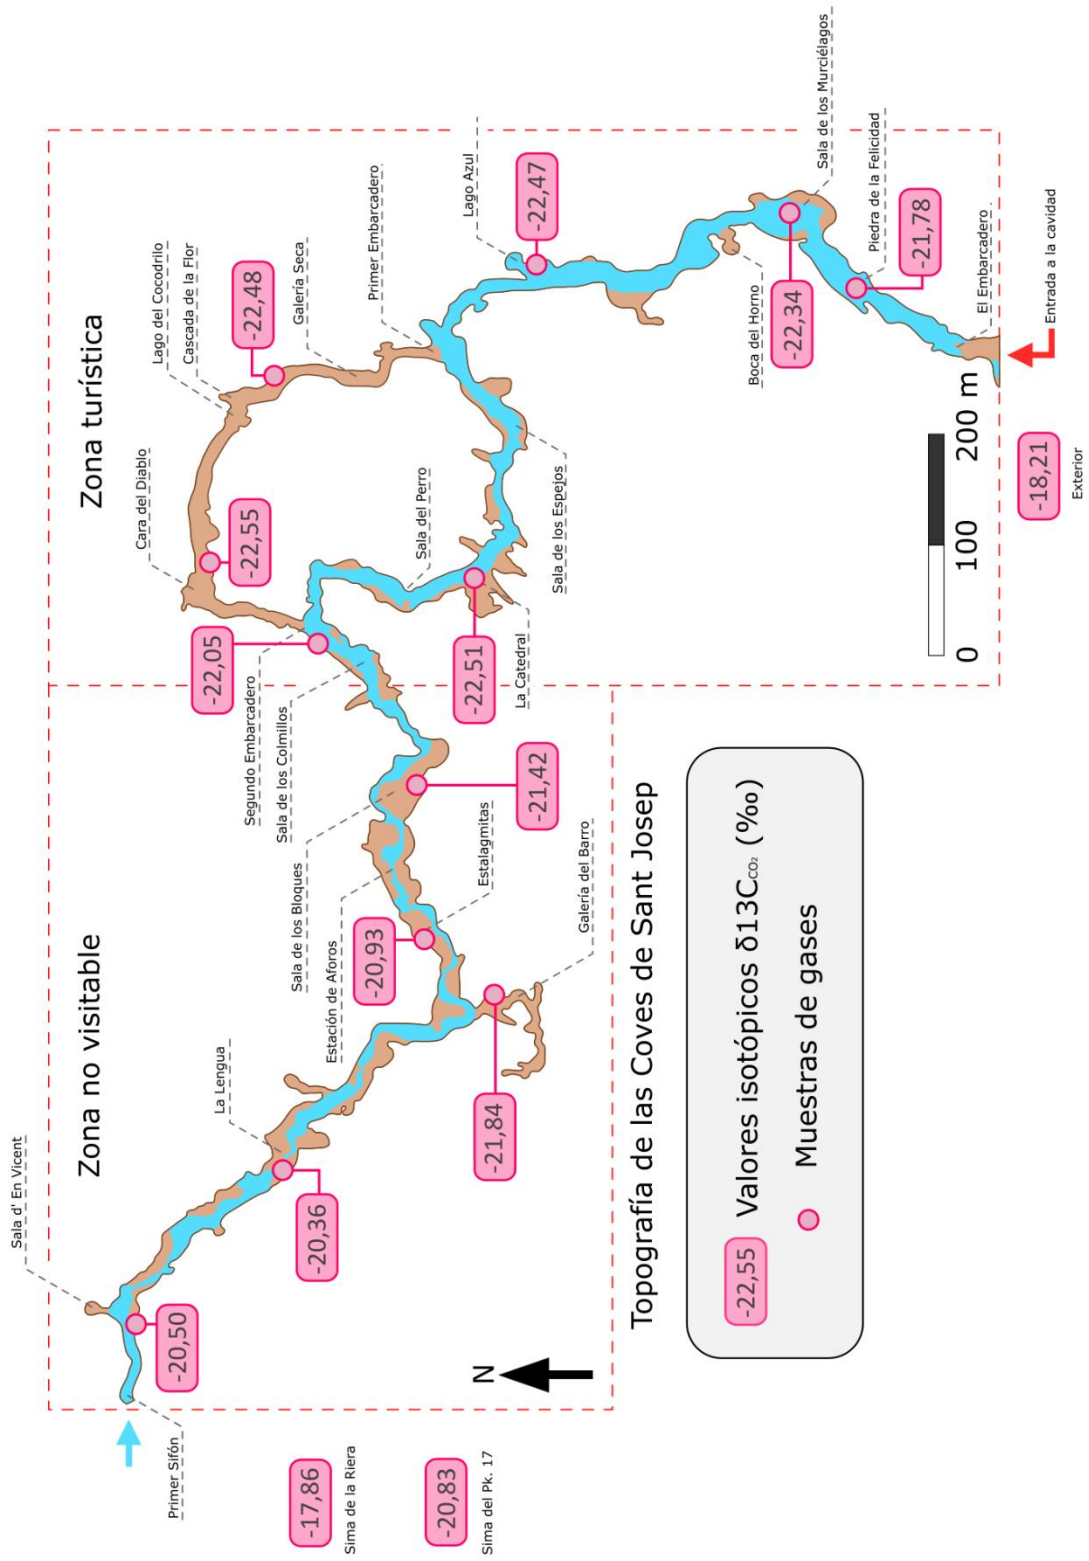 Zona no visitable
Zona turística
Sala d' En Vicent
Primer Sifón
-20,50
La Lengua
-20,36
Estación de Aforos
Sala de los Bloques
-20,93
Estalagmitas
Galería del Barro
-21,84
-21,42
Segundo Embarcadero
Sala de los Colmillos
-22,05
Cara del Diablo
-22,55
Lago del Cocodrilo
Cascada de la Flor
-22,48
Galería Seca
Primer Embarcadero
Sala del Perro
La Catedral
-22,51
Sala de los Espejos
Lago Azul
-22,47
Boca del Horno
-22,34
Sala de los Murciélagos
Piedra de la Felicidad
-21,78
El Embarcadero
Entrada a la cavidad
-18,21
Exterior
0 100 200 m
N
-17,86
Sima de la Riera
-20,83
Sima del Pk. 17
Topografía de las Coves de Sant Josep
-22,55 Valores isotópicos δ13Cco₂ (‰)
Muestras de gases